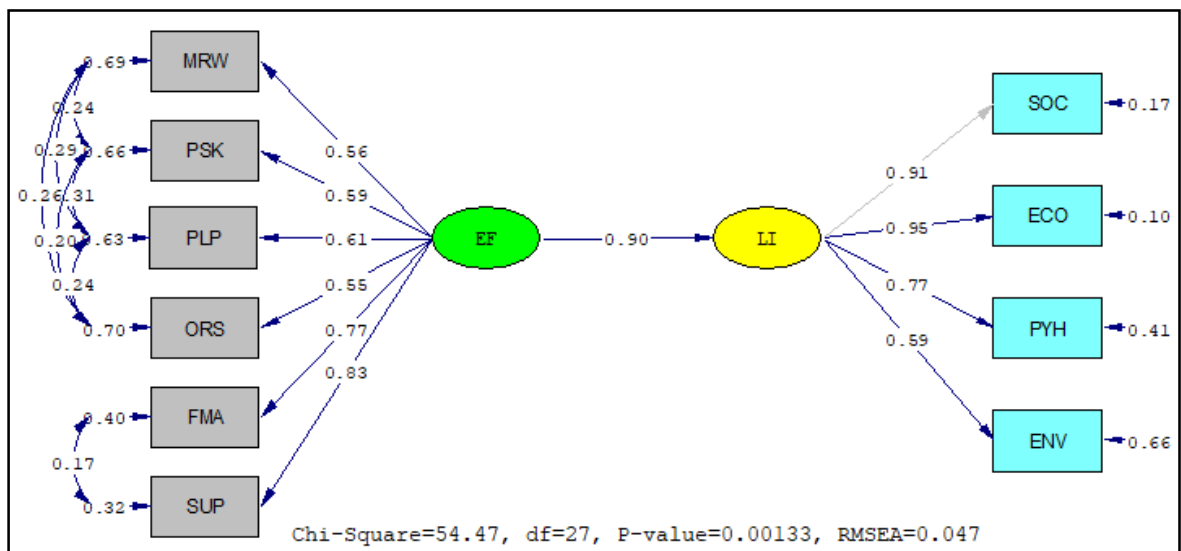 0.69 MRW
0.24
0.29 0.66 PSK 0.56
0.26 0.31 0.59
0.20 0.63 PLP 0.61 EF 0.90 LI
0.24 0.55
0.70 ORS 0.77
0.83
0.40 FMA
0.17
0.32 SUP
SOC 0.17
0.91
ECO 0.10
0.95
0.77
PYH 0.41
0.59
ENV 0.66
Chi-Square=54.47, df=27, P-value=0.00133, RMSEA=0.047